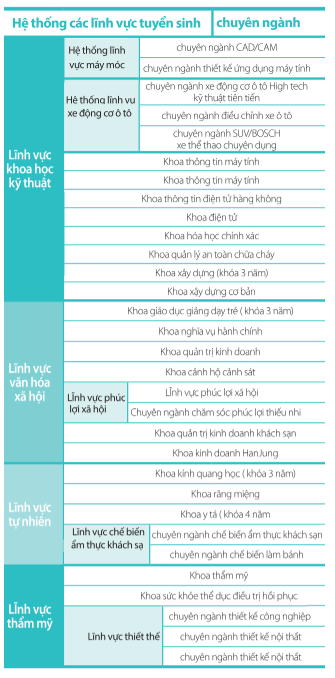 Hệ thống các lĩnh vực tuyển sinh
chuyên ngành
Lĩnh vực
khoa học
kỹ thuật
Hệ thống lĩnh
vực máy móc
chuyên ngành CAD/CAM
chuyên ngành thiết kế ứng dụng máy tính
Hệ thống lĩnh vu
xe động cơ ô tô
chuyên ngành xe động cơ ô tô High tech
kỹ thuật tiên tiến
chuyên ngành điều chỉnh xe ô tô
chuyên ngành SUV/BOSCH
xe thể thao chuyên dụng
Khoa thông tin máy tính
Khoa thông tin máy tính
Khoa thông tin điện tử hàng không
Khoa điện tử
Khoa hóa học chính xác
Khoa quản lý an toàn chữa cháy
Khoa xây dựng (khóa 3 năm)
Khoa xậy dựng cơ bản
Lĩnh vực
văn hóa
xã hội
Khoa giáo dục giảng dạy trẻ ( khóa 3 năm)
Khoa nghĩa vụ hành chính
Khoa quản trị kinh doanh
Khoa cảnh hộ cảnh sát
Lĩnh vực phúc
lợi xã hội
Lĩnh vực phúc lợi xã hội
Chuyên ngành chăm sóc phúc lợi thiếu nhi
Khoa quản trị kinh doanh khách sạn
Khoa kinh doanh HanJung
Lĩnh vực
tự nhiên
Khoa kính quang học ( khóa 3 năm)
Khoa răng miệng
Khoa y tá ( khóa 4 năm
Lĩnh vực chế biến
ẩm thực khách sạ
chuyên ngành chế biến ẩm thực khách sạn
chuyên ngành chế biến làm bánh
Lĩnh vực
thẩm mỹ
Khoa thẩm mỹ
Khoa sức khỏe thể dục điều trị hồi phục
Lĩnh vực thiết thế
chuyên ngành thiết kế công nghiệp
chuyên ngành thiết kế nội thất
chuyên ngành thiết kế nội thất